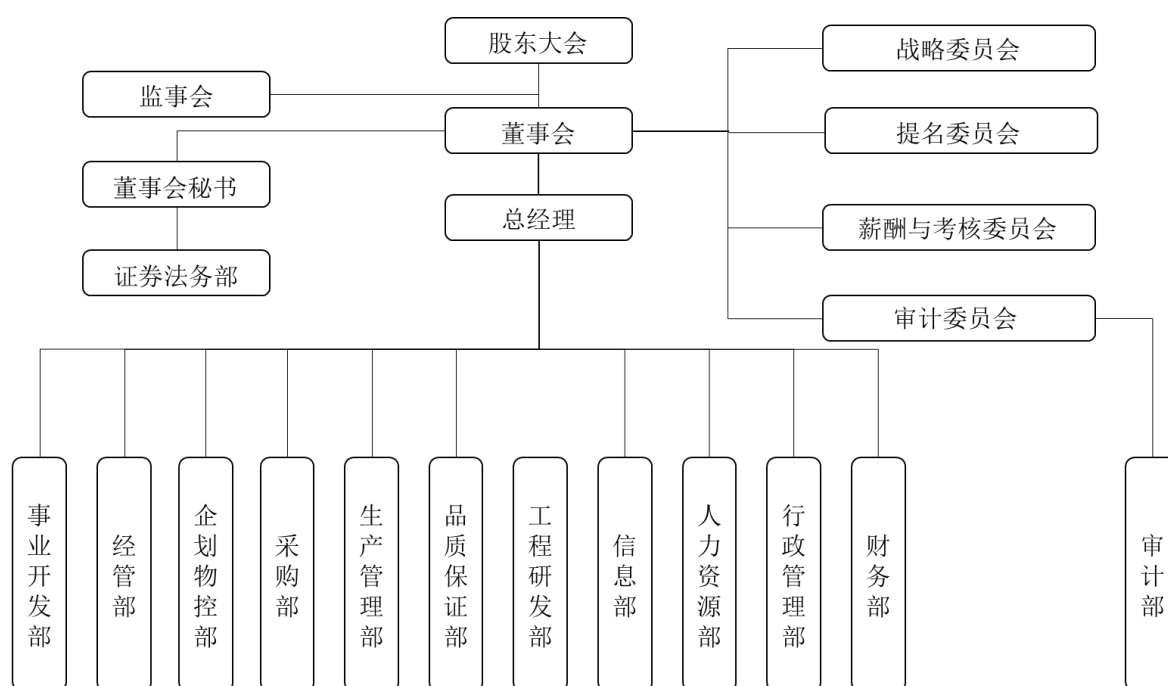 股东大会
战略委员会
监事会
董事会
提名委员会
董事会秘书
总经理
薪酬与考核委员会
证券法务部
审计委员会
事业开发部
经管部
企划物控部
采购部
生产管理部
品质保证部
工程研发部
信息部
人力资源部
行政管理部
财务部
审计部